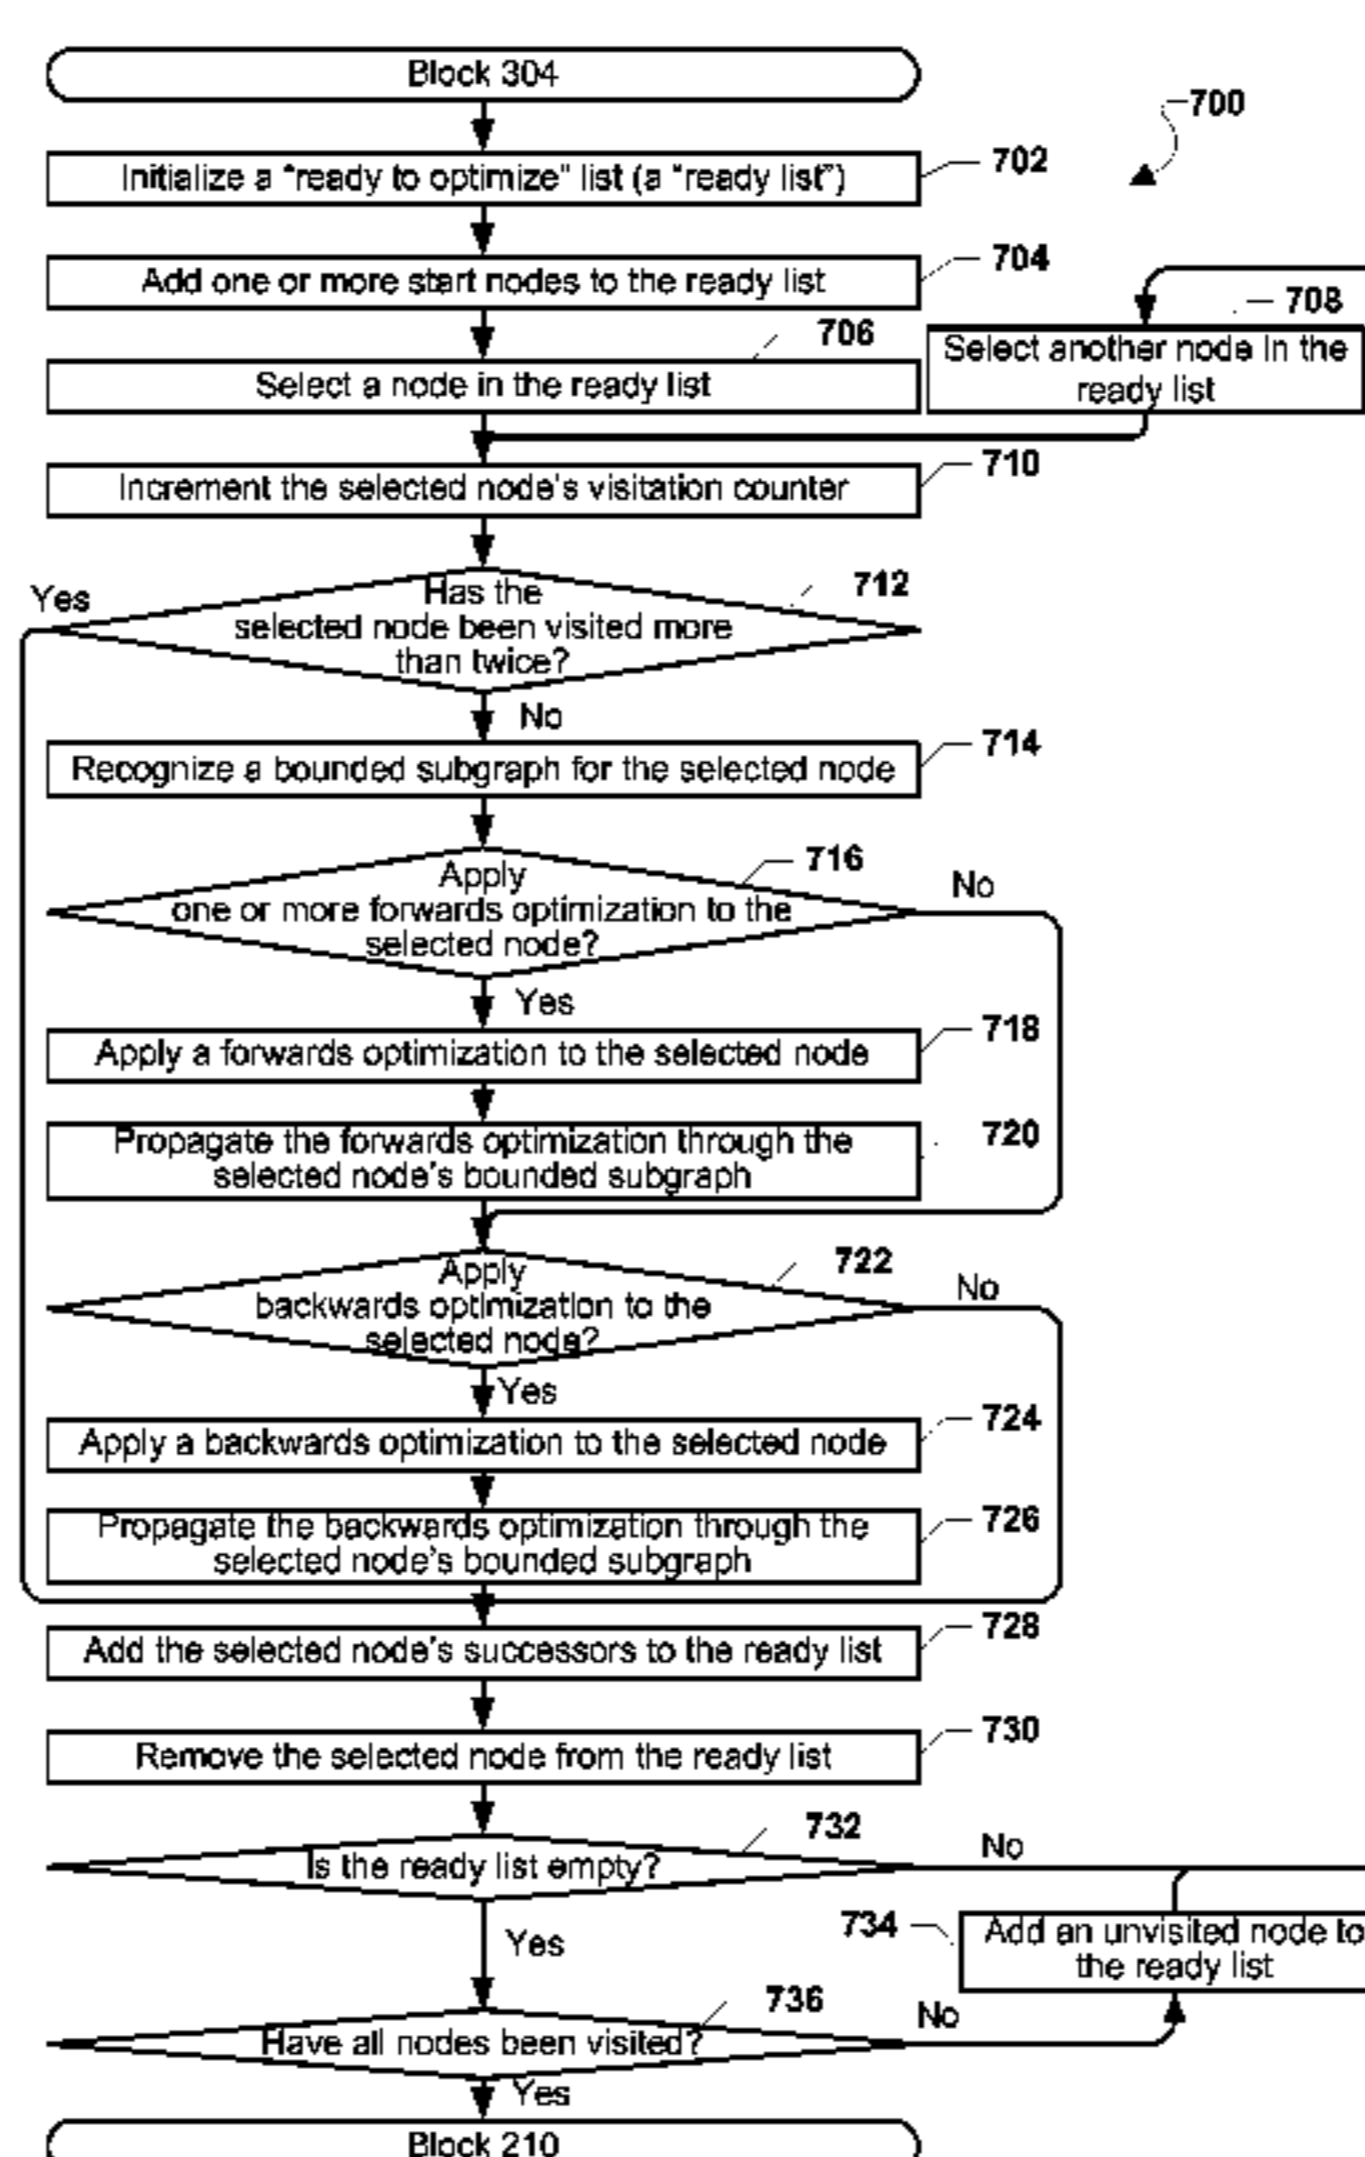 Block 304
700
Initialize a "ready to optimize" list (a "ready list")
702
Add one or more start nodes to the ready list
704
706
708
Select a node in the ready list
Select another node in the
ready list
Increment the selected node's visitation counter
710
Yes
Has the
selected node been visited more
than twice?
712
No
Recognize a bounded subgraph for the selected node
714
Apply
one or more forwards optimization to the
selected node?
716
No
Yes
Apply a forwards optimization to the selected node
718
Propagate the forwards optimization through the
selected node's bounded subgraph
720
Apply
backwards optimization to the
selected node?
722
No
Yes
Apply a backwards optimization to the selected node
724
Propagate the backwards optimization through the
selected node's bounded subgraph
726
Add the selected node's successors to the ready list
728
Remove the selected node from the ready list
730
Is the ready list empty?
732
No
Yes
734
Add an unvisited node to
the ready list
Have all nodes been visited?
736
No
Yes
Block 210